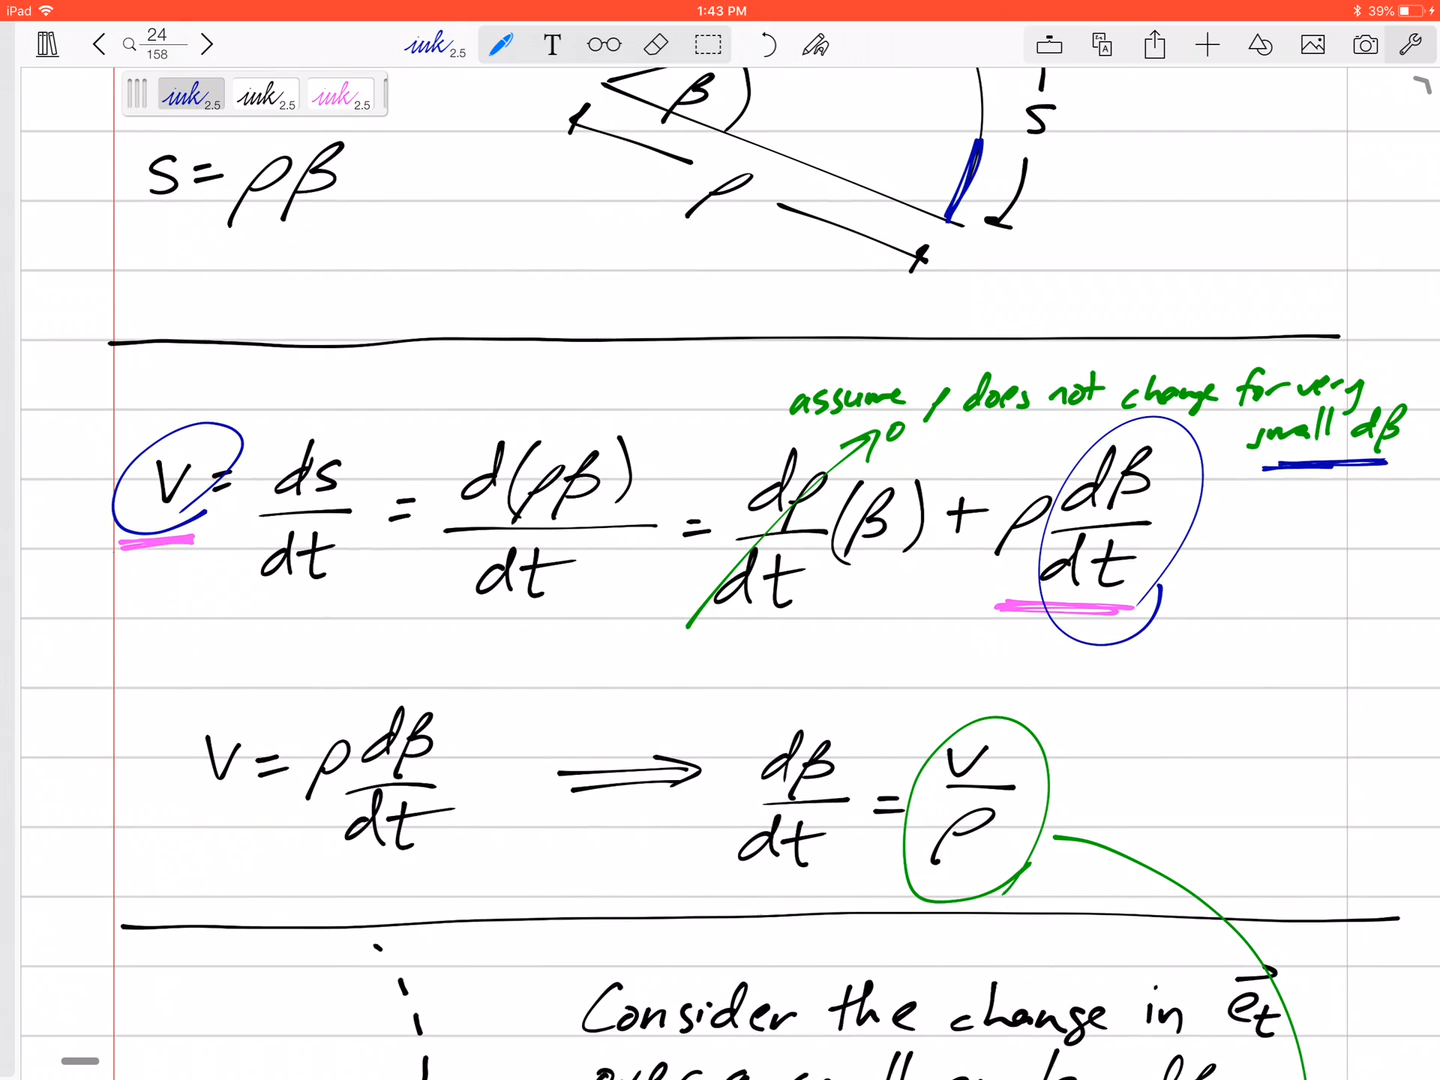 iPad 1:43 PM 39%
24
158
ink 2.5 T
ink 2.5 ink 2.5 ink 2.5
β
s
s = ρβ
ρ
assume ρ does not change for very
small dβ
0
v = ds/dt = d(ρβ)/dt = dρ/dt (β) + ρ dβ/dt
v = ρ dβ/dt ⟹ dβ/dt = v/ρ
Consider the change in e⃗t